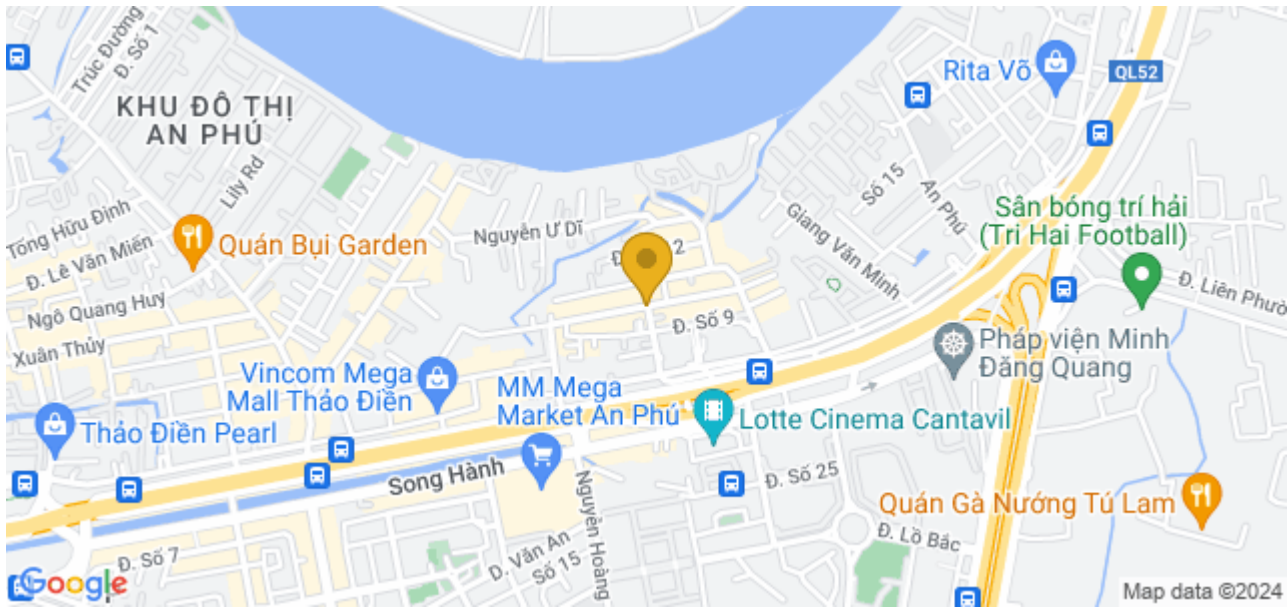 Trúc Đường
Đ. Số 1
KHU ĐÔ THỊ
AN PHÚ
Lily Rd
Tống Hữu Định
Đ. Lê Văn Miến
Quán Bụi Garden
Ngô Quang Huy
Xuân Thủy
Nguyễn Ư Dĩ
2
Đ. Số 9
Giang Văn Minh
Số 15
An Phú
Rita Võ
QL52
Sân bóng trí hải
(Tri Hai Football)
Đ. Liên Phườ
Pháp viện Minh
Đăng Quang
Vincom Mega
Mall Thảo Điền
Thảo Điền Pearl
MM Mega
Market An Phú
Lotte Cinema Cantavil
Song Hành
Nguyễn Hoàng
Đ. Số 25
Quán Gà Nướng Tú Lam
Đ. Lồ Bắc
Đ. Số 7
Đ. Văn An
Số 15
Google
Map data ©2024